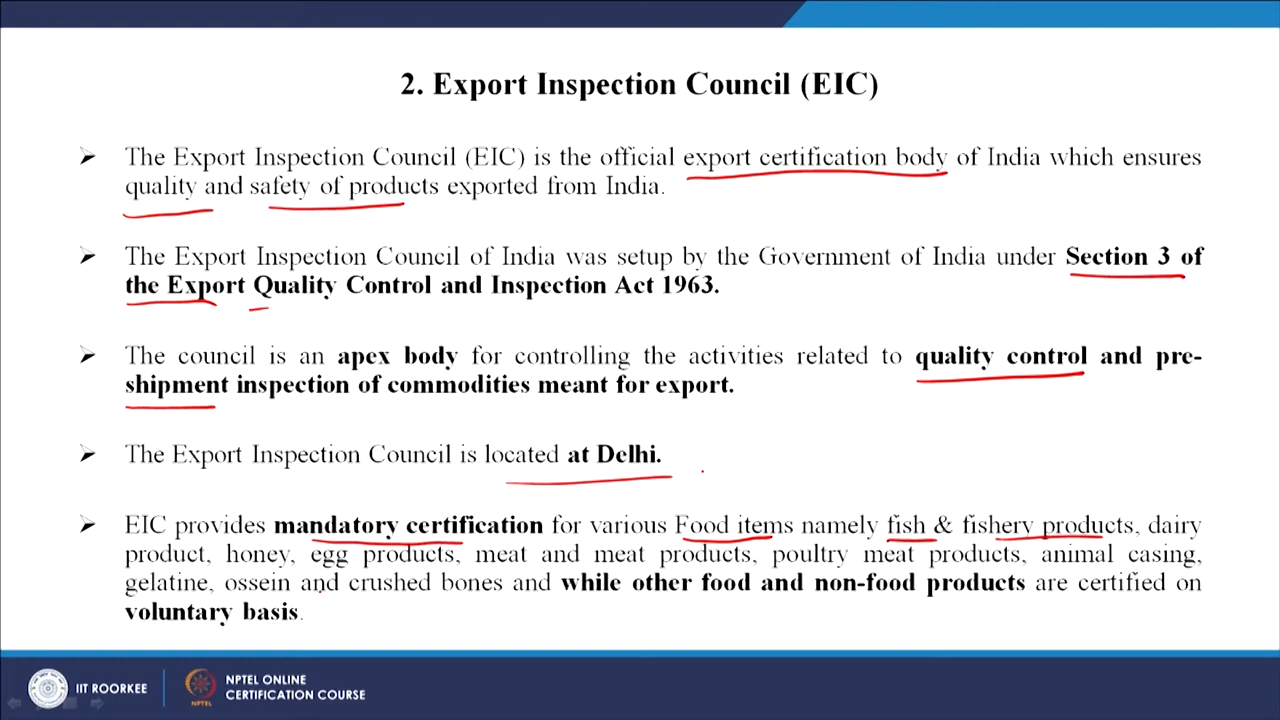 2. Export Inspection Council (EIC)
➢ The Export Inspection Council (EIC) is the official export certification body of India which ensures
quality and safety of products exported from India.
➢ The Export Inspection Council of India was setup by the Government of India under Section 3 of
the Export Quality Control and Inspection Act 1963.
➢ The council is an apex body for controlling the activities related to quality control and pre-
shipment inspection of commodities meant for export.
➢ The Export Inspection Council is located at Delhi.
➢ EIC provides mandatory certification for various Food items namely fish & fishery products, dairy
product, honey, egg products, meat and meat products, poultry meat products, animal casing,
gelatine, ossein and crushed bones and while other food and non-food products are certified on
voluntary basis.
IIT ROORKEE
NPTEL
NPTEL ONLINE
CERTIFICATION COURSE